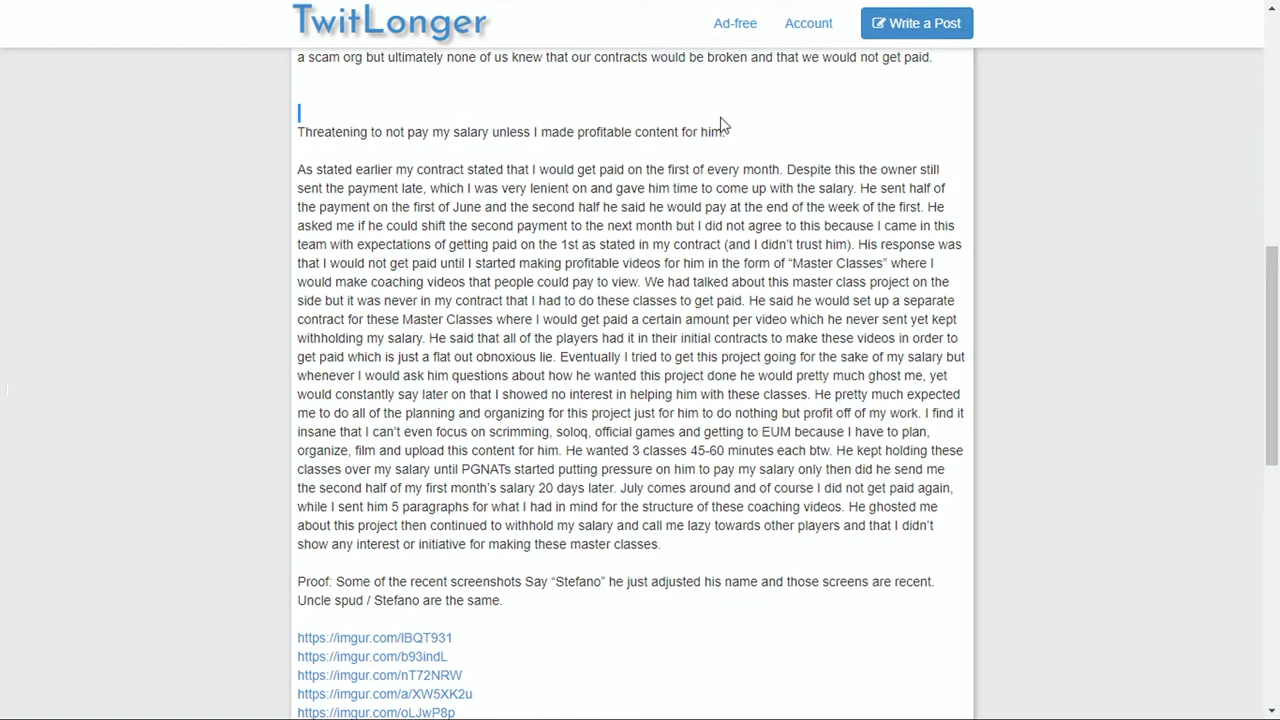 TwitLonger
Ad-free
Account
Write a Post
a scam org but ultimately none of us knew that our contracts would be broken and that we would not get paid.
Threatening to not pay my salary unless I made profitable content for him.
As stated earlier my contract stated that I would get paid on the first of every month. Despite this the owner still
sent the payment late, which I was very lenient on and gave him time to come up with the salary. He sent half of
the payment on the first of June and the second half he said he would pay at the end of the week of the first. He
asked me if he could shift the second payment to the next month but I did not agree to this because I came in this
team with expectations of getting paid on the 1st as stated in my contract (and I didn't trust him). His response was
that I would not get paid until I started making profitable videos for him in the form of “Master Classes” where I
would make coaching videos that people could pay to view. We had talked about this master class project on the
side but it was never in my contract that I had to do these classes to get paid. He said he would set up a separate
contract for these Master Classes where I would get paid a certain amount per video which he never sent yet kept
withholding my salary. He said that all of the players had it in their initial contracts to make these videos in order to
get paid which is just a flat out obnoxious lie. Eventually I tried to get this project going for the sake of my salary but
whenever I would ask him questions about how he wanted this project done he would pretty much ghost me, yet
would constantly say later on that I showed no interest in helping him with these classes. He pretty much expected
me to do all of the planning and organizing for this project just for him to do nothing but profit off of my work. I find it
insane that I can't even focus on scrimming, soloq, official games and getting to EUM because I have to plan,
organize, film and upload this content for him. He wanted 3 classes 45-60 minutes each btw. He kept holding these
classes over my salary until PGNATs started putting pressure on him to pay my salary only then did he send me
the second half of my first month's salary 20 days later. July comes around and of course I did not get paid again,
while I sent him 5 paragraphs for what I had in mind for the structure of these coaching videos. He ghosted me
about this project then continued to withhold my salary and call me lazy towards other players and that I didn't
show any interest or initiative for making these master classes.
Proof: Some of the recent screenshots Say “Stefano” he just adjusted his name and those screens are recent.
Uncle spud / Stefano are the same.
https://imgur.com/lBQT931
https://imgur.com/b93indL
https://imgur.com/nT72NRW
https://imgur.com/a/XW5XK2u
https://imgur.com/oLJwP8p